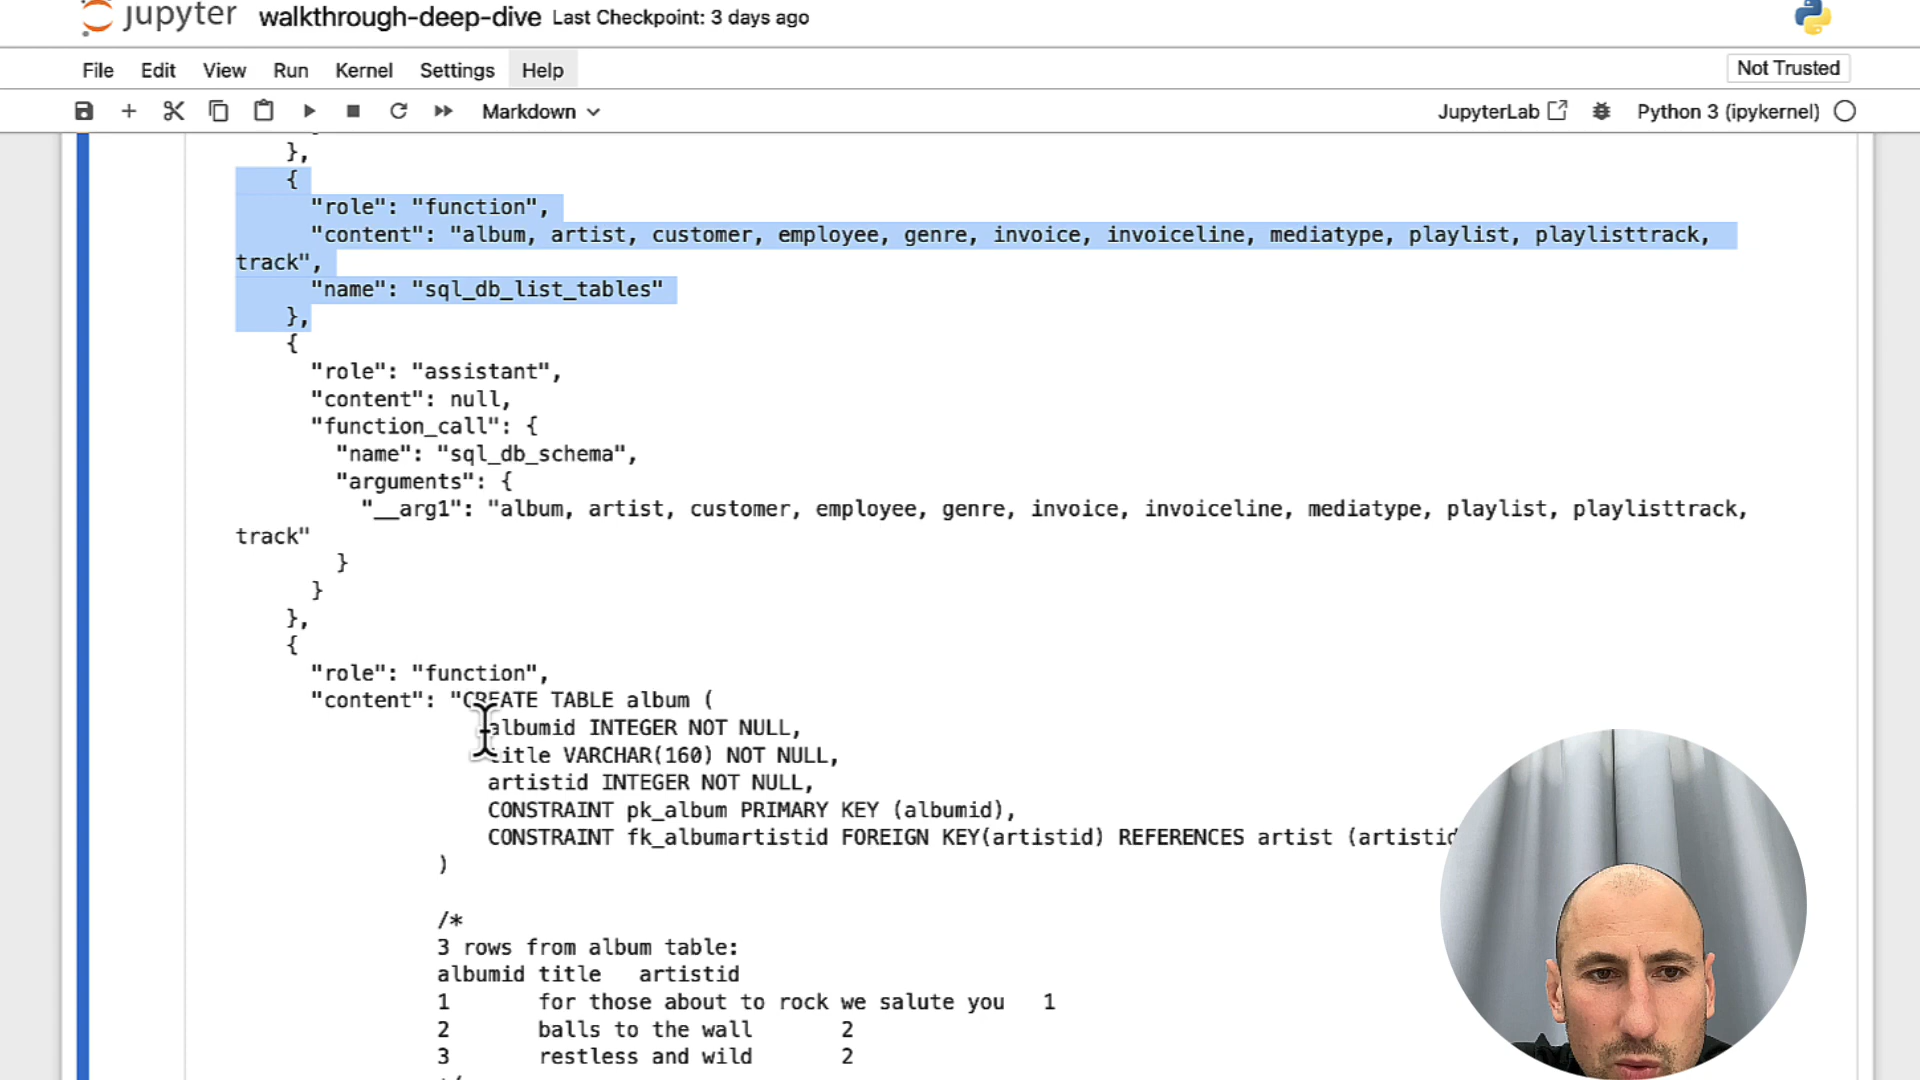 jupyter walkthrough-deep-dive Last Checkpoint: 3 days ago
File Edit View Run Kernel Settings Help Not Trusted
Markdown JupyterLab Python 3 (ipykernel)
},
{
"role": "function",
"content": "album, artist, customer, employee, genre, invoice, invoiceline, mediatype, playlist, playlisttrack,
track",
"name": "sql_db_list_tables"
},
{
"role": "assistant",
"content": null,
"function_call": {
"name": "sql_db_schema",
"arguments": {
"__arg1": "album, artist, customer, employee, genre, invoice, invoiceline, mediatype, playlist, playlisttrack,
track"
}
}
},
{
"role": "function",
"content": "CREATE TABLE album (
albumid INTEGER NOT NULL,
title VARCHAR(160) NOT NULL,
artistid INTEGER NOT NULL,
CONSTRAINT pk_album PRIMARY KEY (albumid),
CONSTRAINT fk_albumartistid FOREIGN KEY(artistid) REFERENCES artist (artistid
)
/*
3 rows from album table:
albumid title artistid
1 for those about to rock we salute you 1
2 balls to the wall 2
3 restless and wild 2